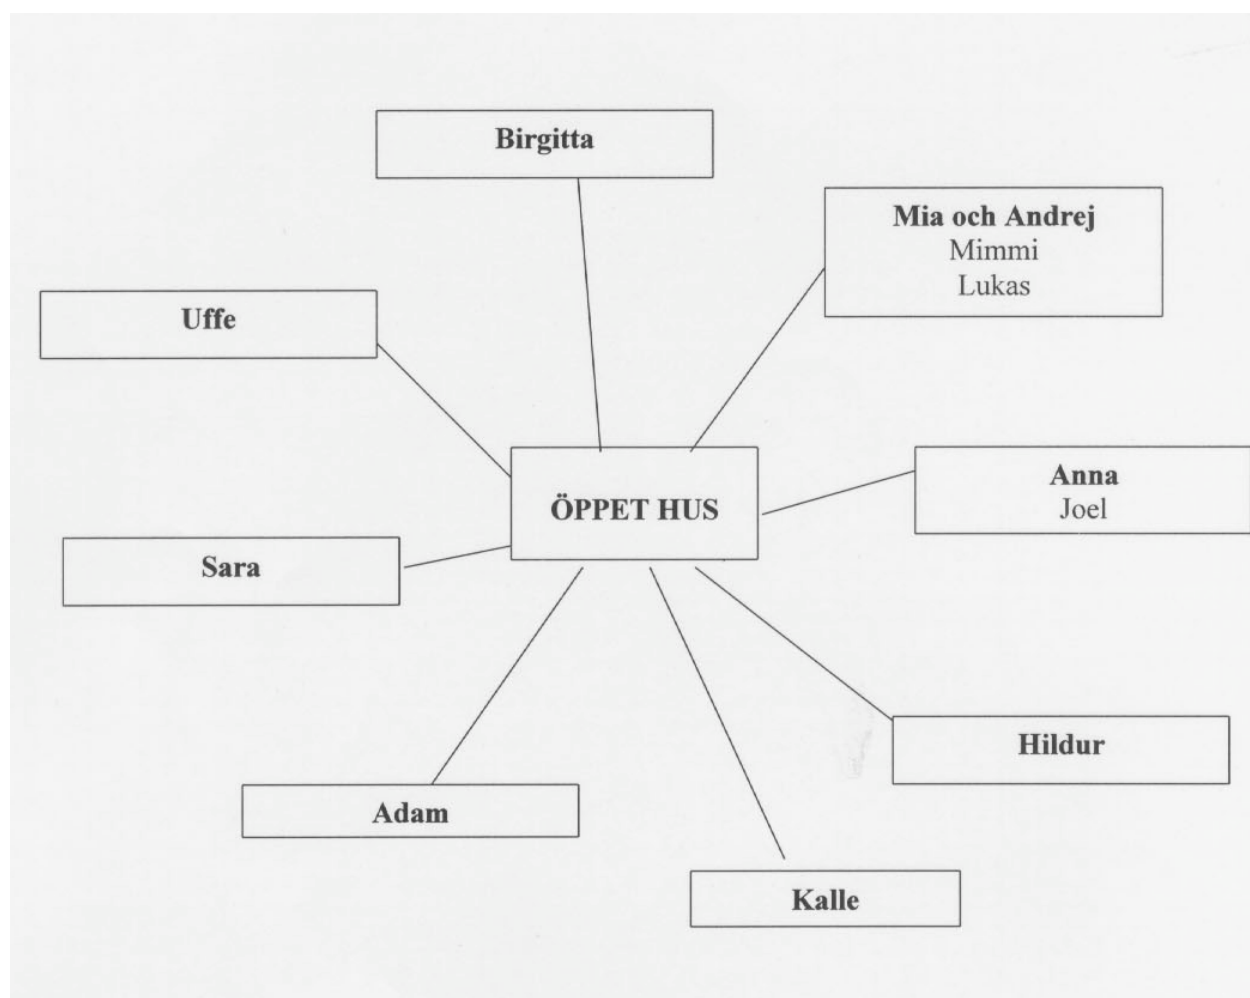 Birgitta
Mia och Andrej
Mimmi
Lukas
Uffe
ÖPPET HUS
Anna
Joel
Sara
Hildur
Adam
Kalle